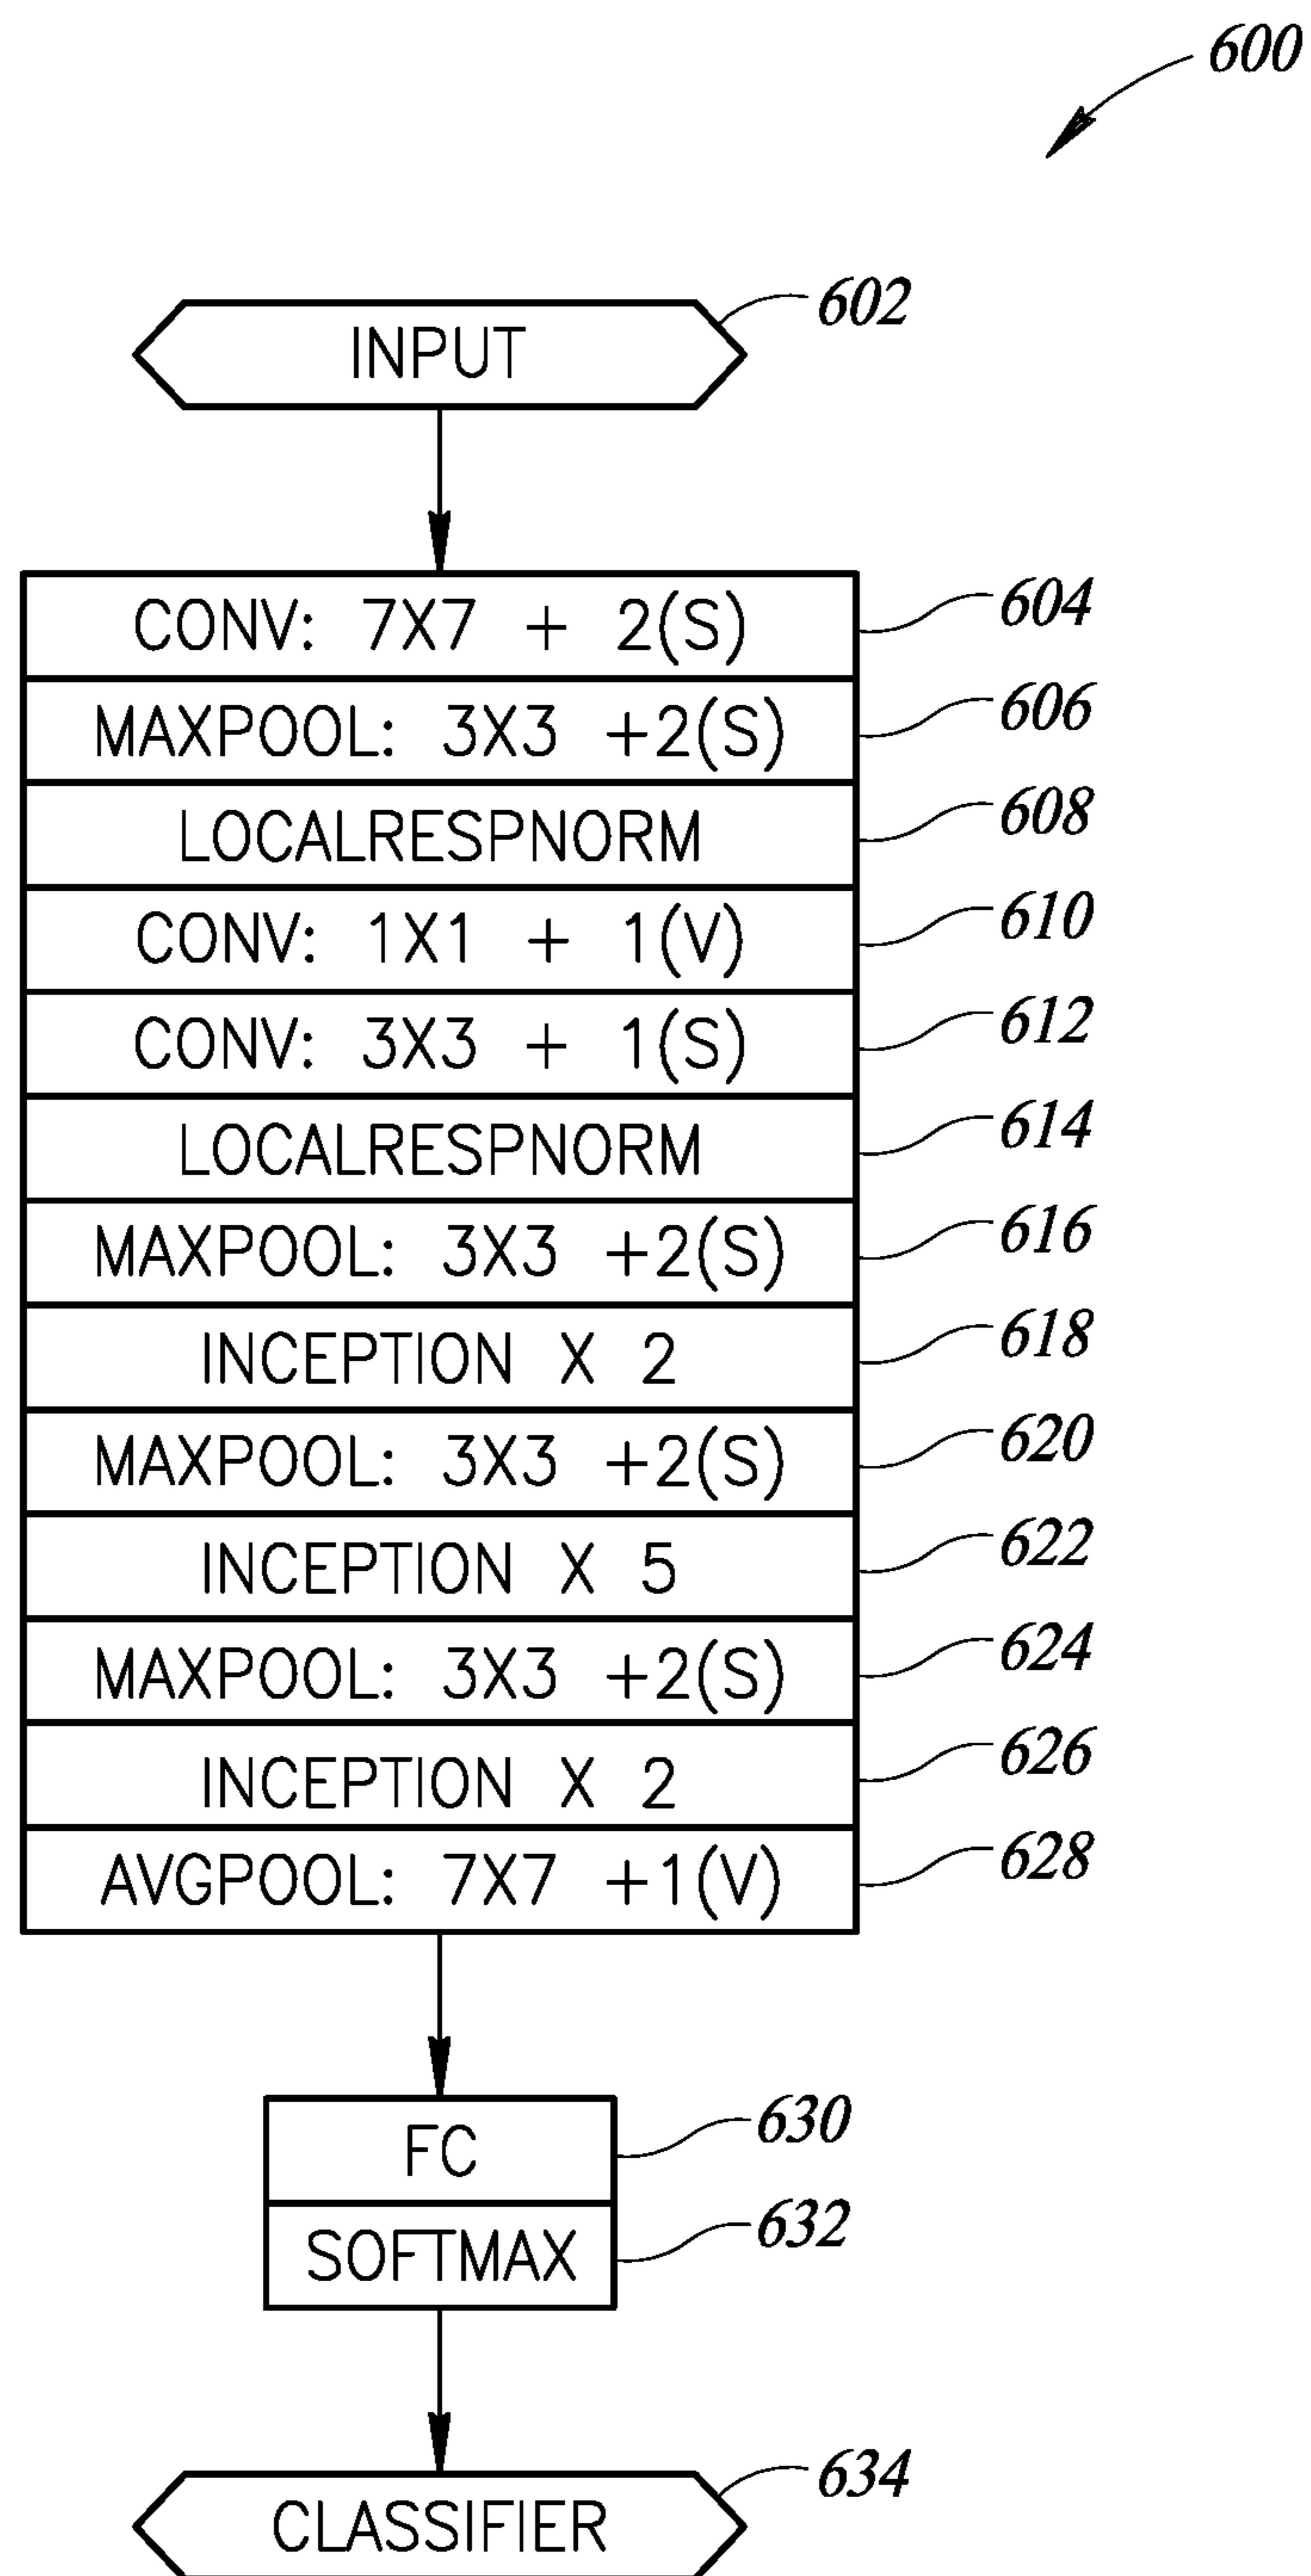 600
INPUT
602
CONV: 7X7 + 2(S)
604
MAXPOOL: 3X3 +2(S)
606
LOCALRESPNORM
608
CONV: 1X1 + 1(V)
610
CONV: 3X3 + 1(S)
612
LOCALRESPNORM
614
MAXPOOL: 3X3 +2(S)
616
INCEPTION X 2
618
MAXPOOL: 3X3 +2(S)
620
INCEPTION X 5
622
MAXPOOL: 3X3 +2(S)
624
INCEPTION X 2
626
AVGPOOL: 7X7 +1(V)
628
FC
630
SOFTMAX
632
CLASSIFIER
634